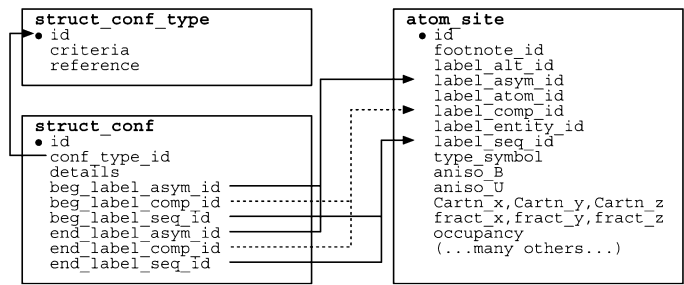 struct_conf_type
● id
criteria
reference
struct_conf
● id
conf_type_id
details
beg_label_asym_id
beg_label_comp_id
beg_label_seq_id
end_label_asym_id
end_label_comp_id
end_label_seq_id
atom_site
● id
footnote_id
label_alt_id
label_asym_id
label_atom_id
label_comp_id
label_entity_id
label_seq_id
type_symbol
aniso_B
aniso_U
Cartn_x,Cartn_y,Cartn_z
fract_x,fract_y,fract_z
occupancy
(...many others...)